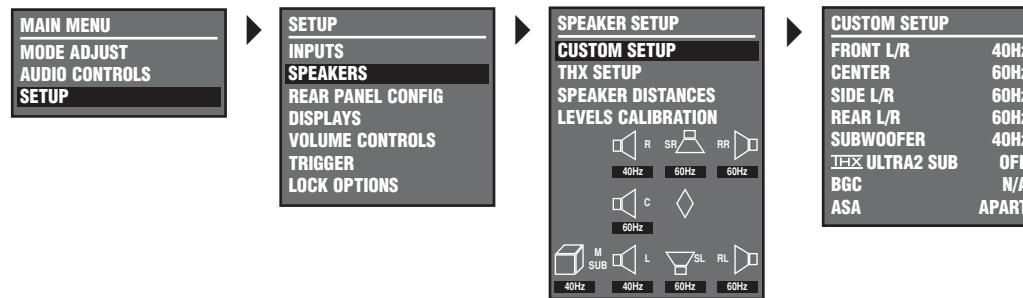 MAIN MENU
MODE ADJUST
AUDIO CONTROLS
SETUP
SETUP
INPUTS
SPEAKERS
REAR PANEL CONFIG
DISPLAYS
VOLUME CONTROLS
TRIGGER
LOCK OPTIONS
SPEAKER SETUP
CUSTOM SETUP
THX SETUP
SPEAKER DISTANCES
LEVELS CALIBRATION
R SR RR
40Hz 60Hz 60Hz
C
60Hz
M
SUB L SL RL
40Hz 40Hz 60Hz 60Hz
CUSTOM SETUP
FRONT L/R 40Hz
CENTER 60Hz
SIDE L/R 60Hz
REAR L/R 60Hz
SUBWOOFER 40Hz
THX ULTRA2 SUB OFF
BGC N/A
ASA APART